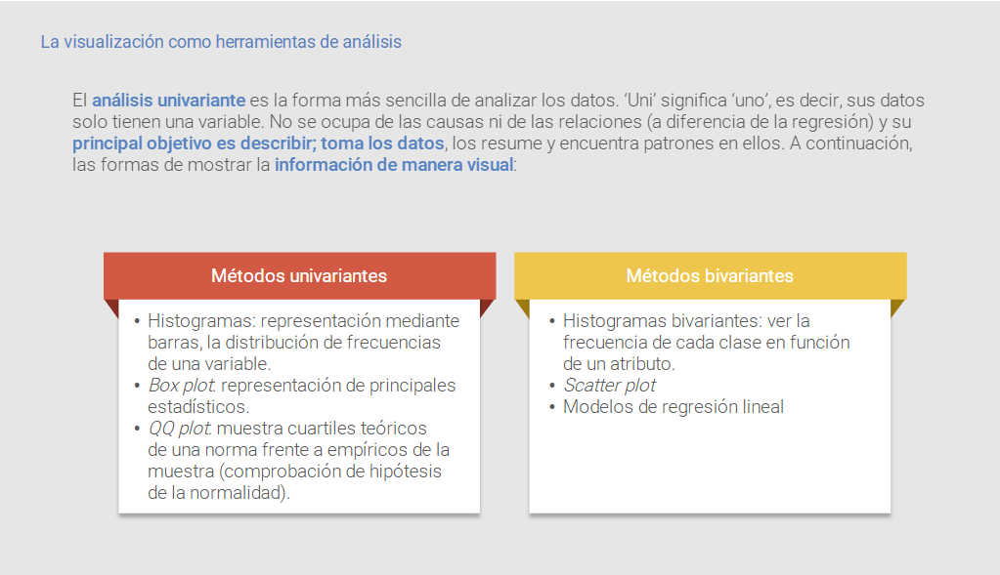 La visualización como herramientas de análisis
El análisis univariante es la forma más sencilla de analizar los datos. ‘Uni’ significa ‘uno’, es decir, sus datos
solo tienen una variable. No se ocupa de las causas ni de las relaciones (a diferencia de la regresión) y su
principal objetivo es describir; toma los datos, los resume y encuentra patrones en ellos. A continuación,
las formas de mostrar la información de manera visual:
Métodos univariantes
• Histogramas: representación mediante
barras, la distribución de frecuencias
de una variable.
• Box plot: representación de principales
estadísticos.
• QQ plot: muestra cuartiles teóricos
de una norma frente a empíricos de la
muestra (comprobación de hipótesis
de la normalidad).
Métodos bivariantes
• Histogramas bivariantes: ver la
frecuencia de cada clase en función
de un atributo.
• Scatter plot
• Modelos de regresión lineal